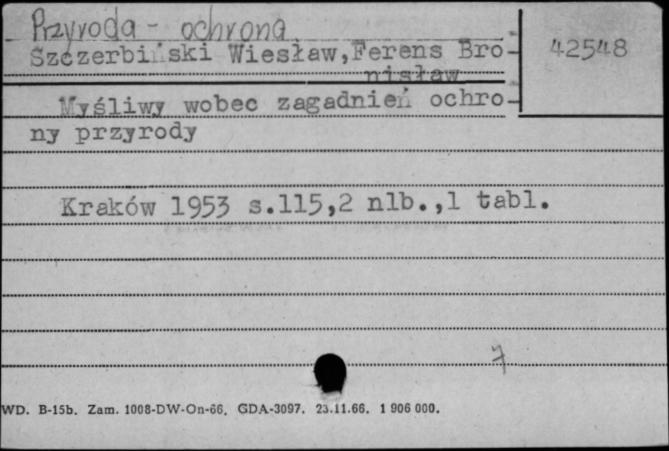 Przyroda - ochrona
Szczerbiński Wiesław,Ferens Bro-
nisław
42548
Myśliwy wobec zagadnień ochro-
ny przyrody
Kraków 1953 s.115,2 nlb.,1 tabl.
7
WD. B-15b. Zam. 1008-DW-On-66. GDA-3097. 23.11.66. 1 906 000.